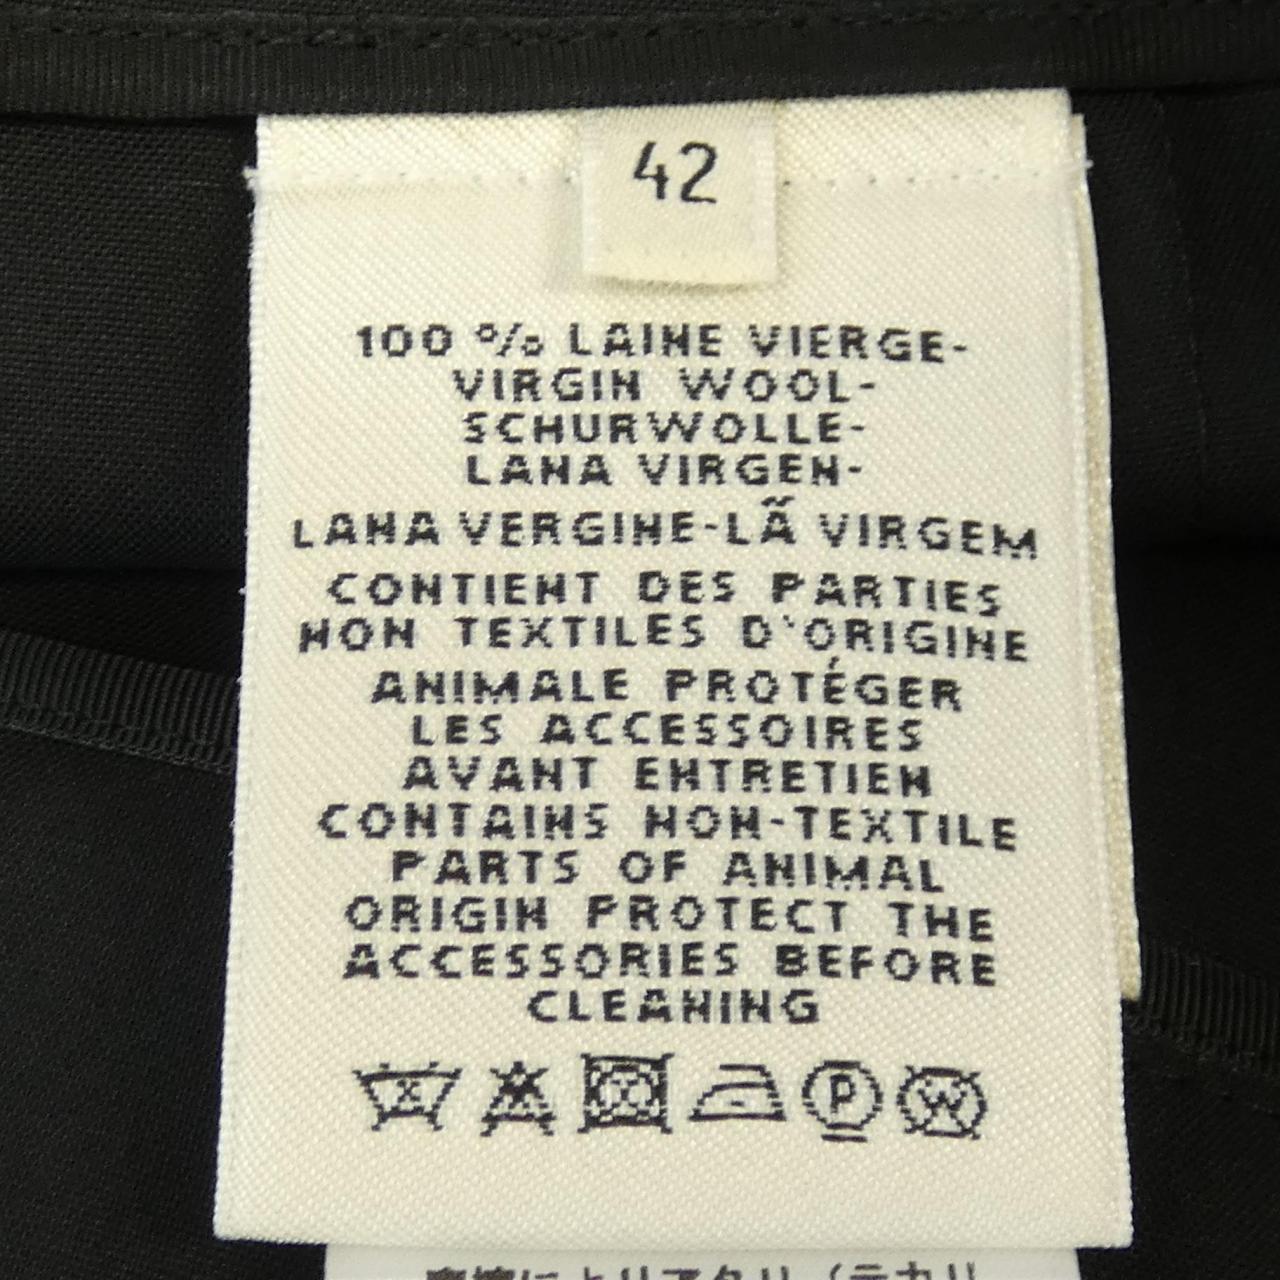 42
100 % LAINE VIERGE-
VIRGIN WOOL-
SCHURWOLLE-
LANA VIRGEN-
LANA VERGINE-LÃ VIRGEM
CONTIENT DES PARTIES
NON TEXTILES D'ORIGINE
ANIMALE PROTÉGER
LES ACCESSOIRES
AVANT ENTRETIEN
CONTAINS NON-TEXTILE
PARTS OF ANIMAL
ORIGIN PROTECT THE
ACCESSORIES BEFORE
CLEANING
P W